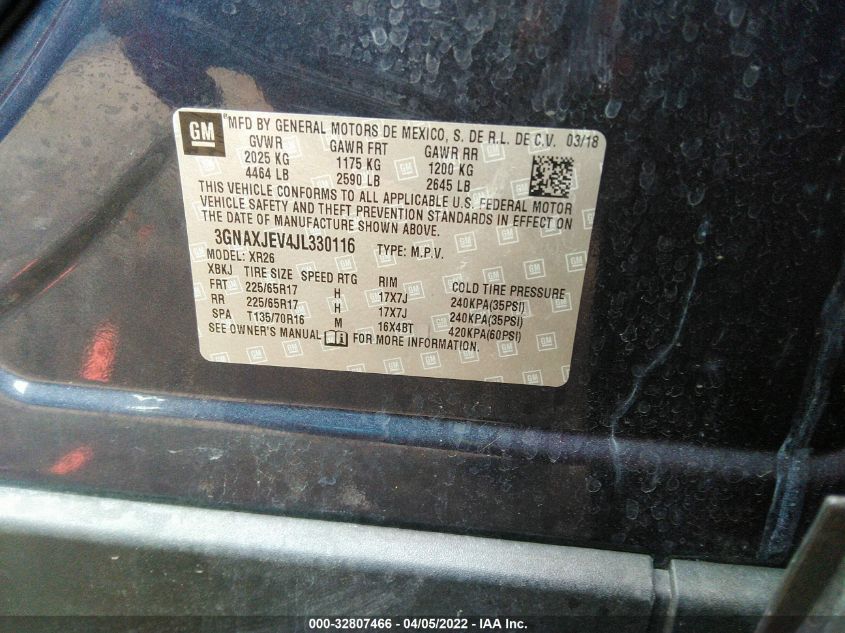 GM ®MFD BY GENERAL MOTORS DE MEXICO, S. DE R.L. DE C.V. 03/18
GVWR GAWR FRT GAWR RR
2025 KG 1175 KG 1200 KG
4464 LB 2590 LB 2645 LB
THIS VEHICLE CONFORMS TO ALL APPLICABLE U.S. FEDERAL MOTOR
VEHICLE SAFETY AND THEFT PREVENTION STANDARDS IN EFFECT ON
THE DATE OF MANUFACTURE SHOWN ABOVE.
3GNAXJEV4JL330116 TYPE: M.P.V.
MODEL: XR26
XBKJ TIRE SIZE SPEED RTG RIM COLD TIRE PRESSURE
FRT 225/65R17 H 17X7J 240KPA(35PSI)
RR 225/65R17 H 17X7J 240KPA(35PSI)
SPA T135/70R16 M 16X4BT 420KPA(60PSI)
SEE OWNER'S MANUAL FOR MORE INFORMATION.
000-32807466 - 04/05/2022 - IAA Inc.